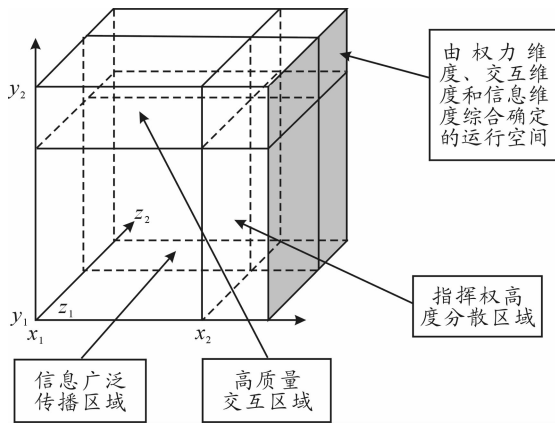 由权力维
度、交互维
度和信息维
度综合确定
的运行空间
y₂
z₂
y₁
z₁
x₁
x₂
指挥权高
度分散区域
信息广泛
传播区域
高质量
交互区域